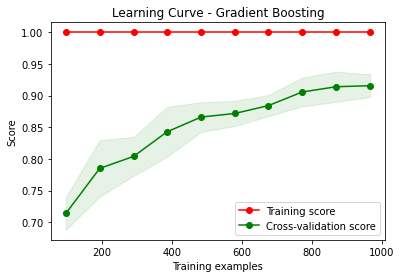 Learning Curve - Gradient Boosting
Score
1.00
0.95
0.90
0.85
0.80
0.75
0.70
Training score
Cross-validation score
200 400 600 800 1000
Training examples